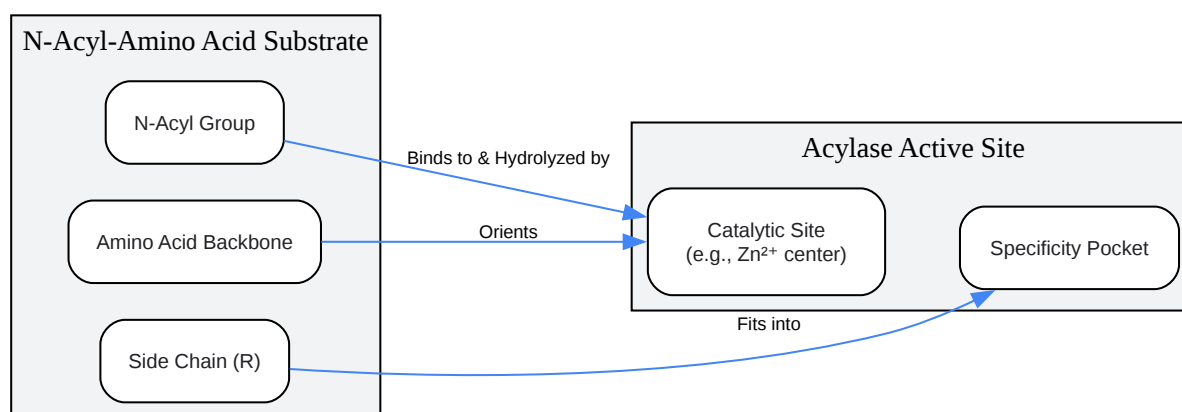 N-Acyl-Amino Acid Substrate
N-Acyl Group
Amino Acid Backbone
Side Chain (R)
Binds to & Hydrolyzed by
Orients
Fits into
Acylase Active Site
Catalytic Site
(e.g., Zn²⁺ center)
Specificity Pocket